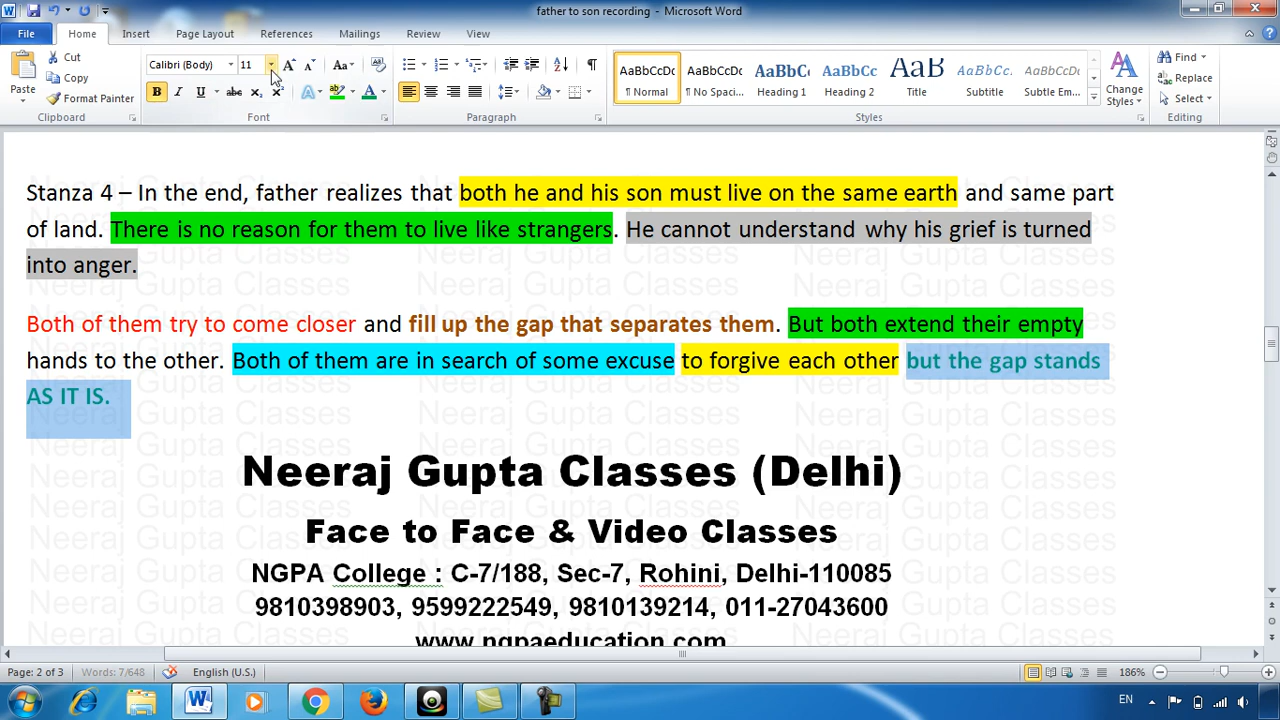 father to son recording - Microsoft Word
File Home Insert Page Layout References Mailings Review View
Paste
Cut
Copy
Format Painter
Clipboard
Calibri (Body) 11
Font
Paragraph
AaBbCcDc AaBbCcDc AaBbCc AaBbCc AaB AaBbCc. AaBbCcDc
¶ Normal ¶ No Spaci... Heading 1 Heading 2 Title Subtitle Subtle Em...
Change Styles
Styles
Find
Replace
Select
Editing
Stanza 4 – In the end, father realizes that both he and his son must live on the same earth and same part
of land. There is no reason for them to live like strangers. He cannot understand why his grief is turned
into anger.
Both of them try to come closer and fill up the gap that separates them. But both extend their empty
hands to the other. Both of them are in search of some excuse to forgive each other but the gap stands
AS IT IS.
Neeraj Gupta Classes (Delhi)
Face to Face & Video Classes
NGPA College : C-7/188, Sec-7, Rohini, Delhi-110085
9810398903, 9599222549, 9810139214, 011-27043600
www.ngpaeducation.com
Page: 2 of 3 Words: 7/648 English (U.S.) 186%
EN